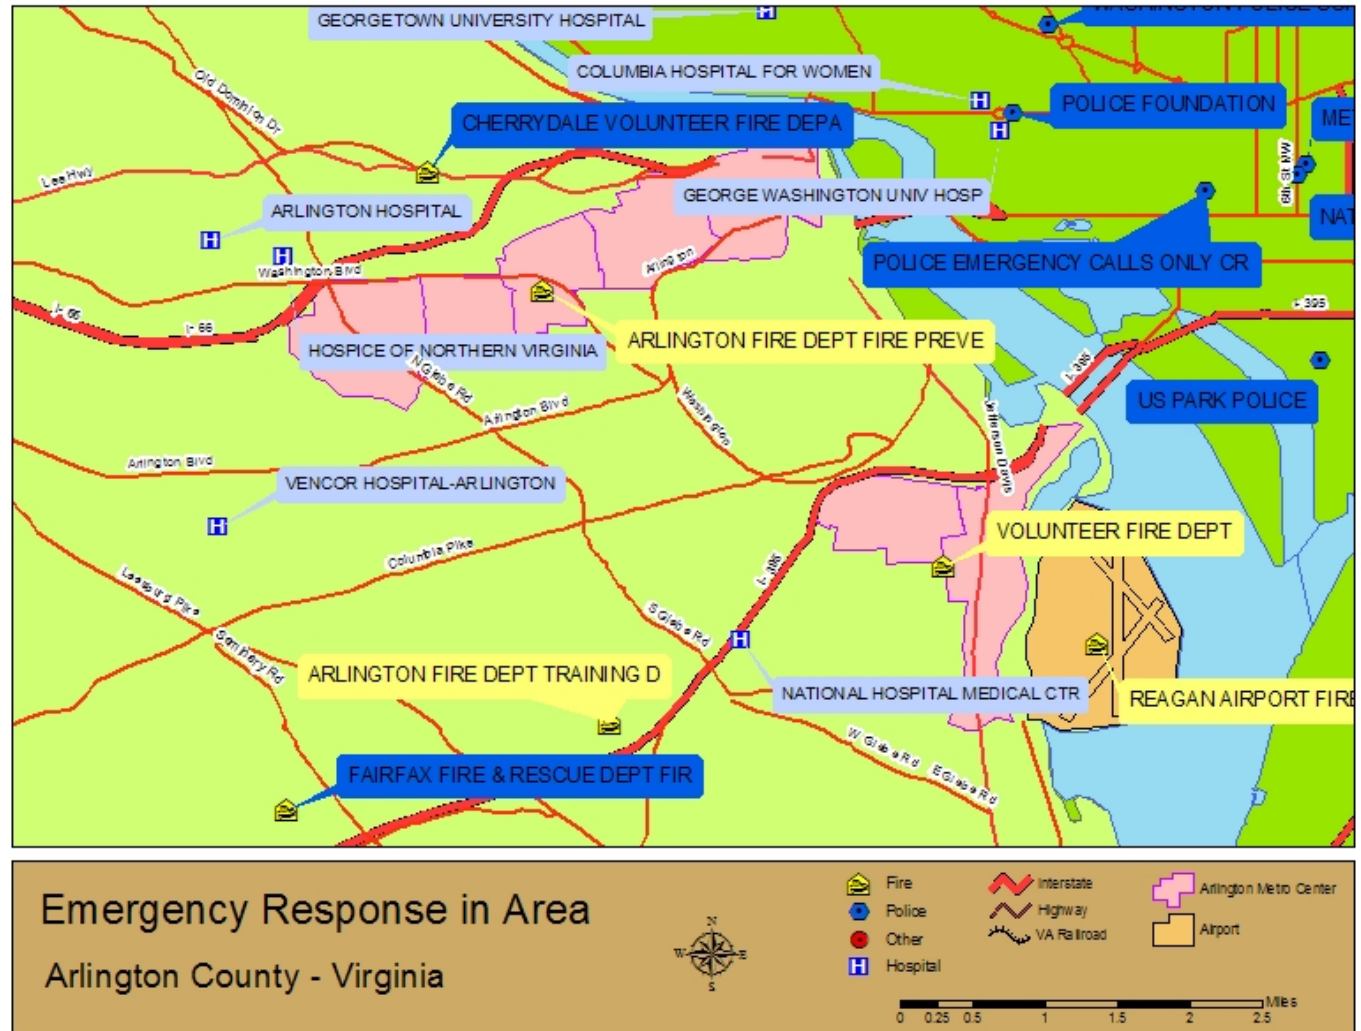 GEORGETOWN UNIVERSITY HOSPITAL
COLUMBIA HOSPITAL FOR WOMEN
Old Dominion Dr
POLICE FOUNDATION
CHERRYDALE VOLUNTEER FIRE DEPA
ME
6th St NW
Lee Hwy
GEORGE WASHINGTON UNIV HOSP
ARLINGTON HOSPITAL
NAT
Arlington
POLICE EMERGENCY CALLS ONLY CR
Washington Blvd
I- 66
I- 66
I- 395
ARLINGTON FIRE DEPT FIRE PREVE
HOSPICE OF NORTHERN VIRGINIA
N Glebe Rd
I- 395
US PARK POLICE
Arlington Blvd
Washington
Jefferson Davis
Arlington Blvd
VENCOR HOSPITAL-ARLINGTON
VOLUNTEER FIRE DEPT
Columbia Pike
I- 395
Leesburg Pike
S Glebe Rd
Seminary Rd
ARLINGTON FIRE DEPT TRAINING D
NATIONAL HOSPITAL MEDICAL CTR
REAGAN AIRPORT FIRE
W Glebe Rd
E Glebe Rd
FAIRFAX FIRE & RESCUE DEPT FIR
Emergency Response in Area
Arlington County - Virginia
N
W E
S
Fire
Police
Other
Hospital
Interstate
Highway
VA Railroad
Arlington Metro Center
Airport
Miles
0 0.25 0.5 1 1.5 2 2.5